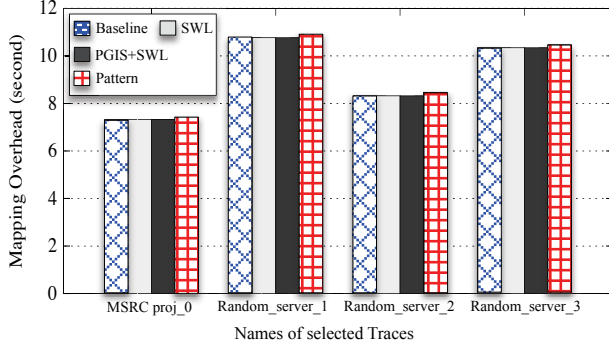 Mapping Overhead (second)
12
10
8
6
4
2
0
Baseline
SWL
PGIS+SWL
Pattern
MSRC proj_0
Random_server_1
Random_server_2
Random_server_3
Names of selected Traces